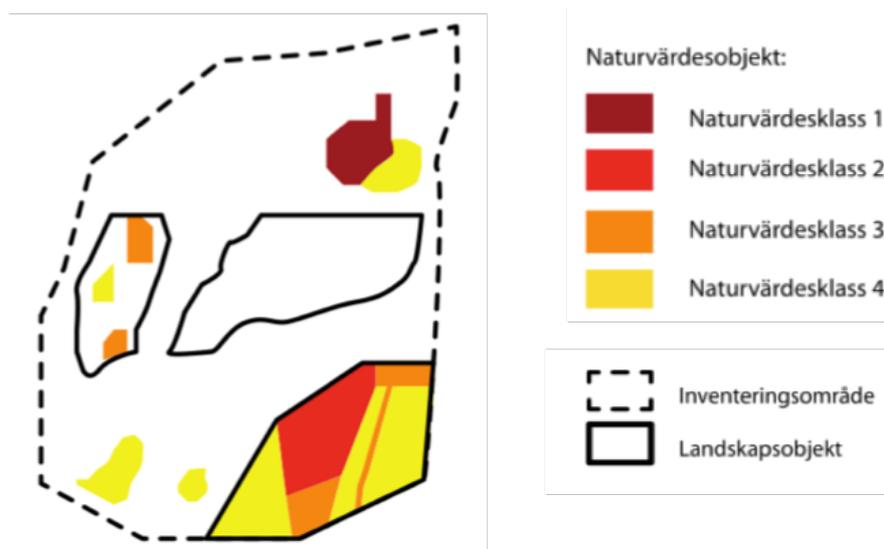 Naturvärdesobjekt:
Naturvärdesklass 1
Naturvärdesklass 2
Naturvärdesklass 3
Naturvärdesklass 4
Inventeringsområde
Landskapsobjekt